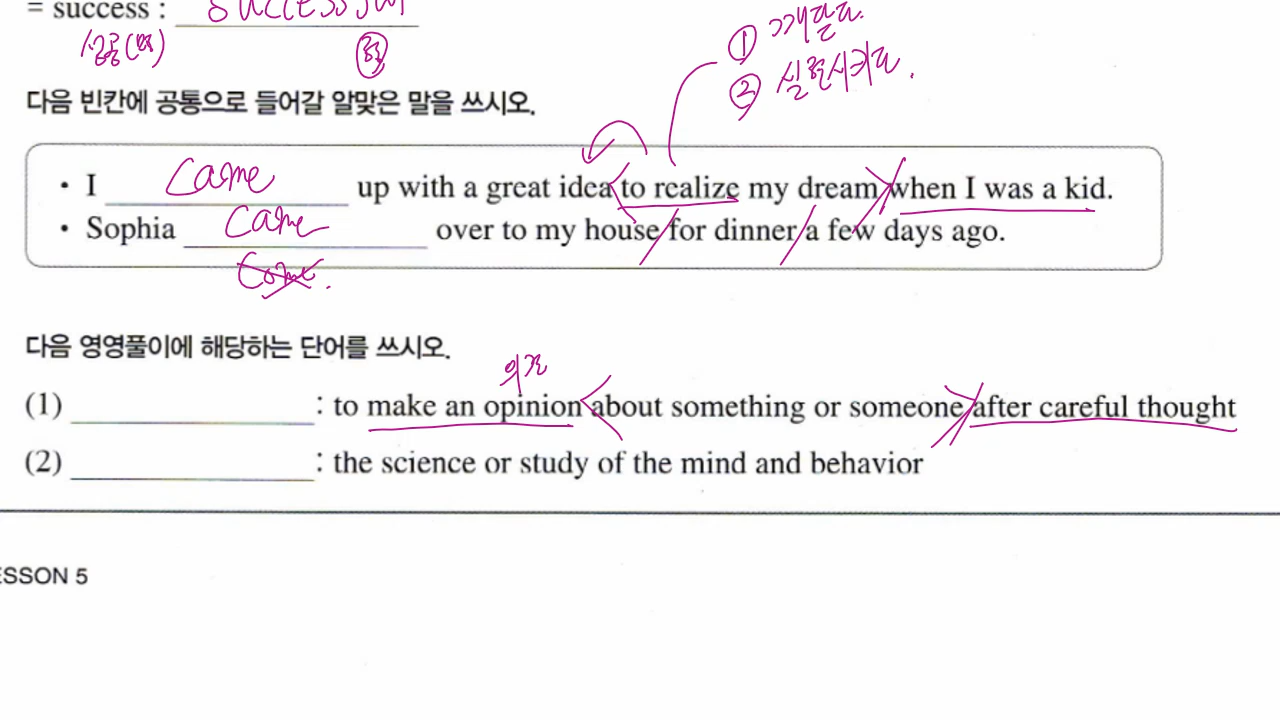 = success : successful
성공(명) 형
① 깨닫다.
② 실현시키다.
다음 빈칸에 공통으로 들어갈 알맞은 말을 쓰시오.
• I came up with a great idea to realize my dream when I was a kid.
• Sophia came over to my house for dinner a few days ago.
come.
다음 영영풀이에 해당하는 단어를 쓰시오.
의견
(1) : to make an opinion about something or someone after careful thought
(2) : the science or study of the mind and behavior
ESSON 5